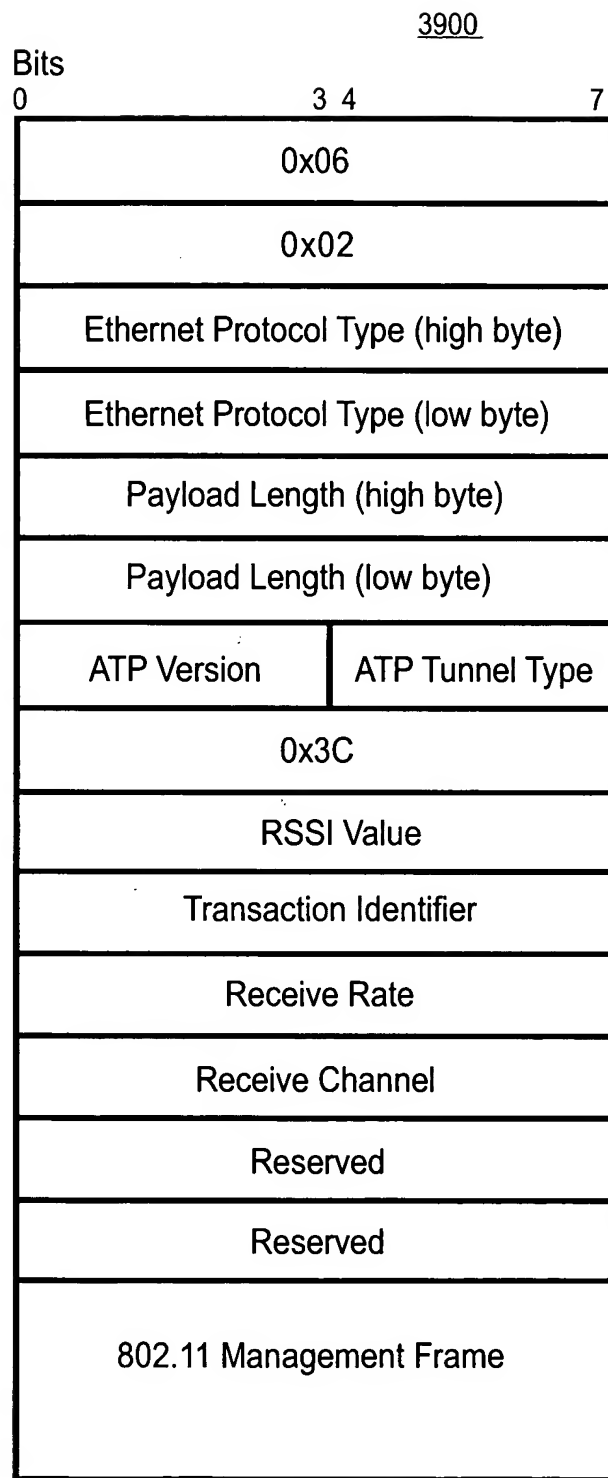 3900
Bits
0 3 4 7
0x06
0x02
Ethernet Protocol Type (high byte)
Ethernet Protocol Type (low byte)
Payload Length (high byte)
Payload Length (low byte)
ATP Version ATP Tunnel Type
0x3C
RSSI Value
Transaction Identifier
Receive Rate
Receive Channel
Reserved
Reserved
802.11 Management Frame